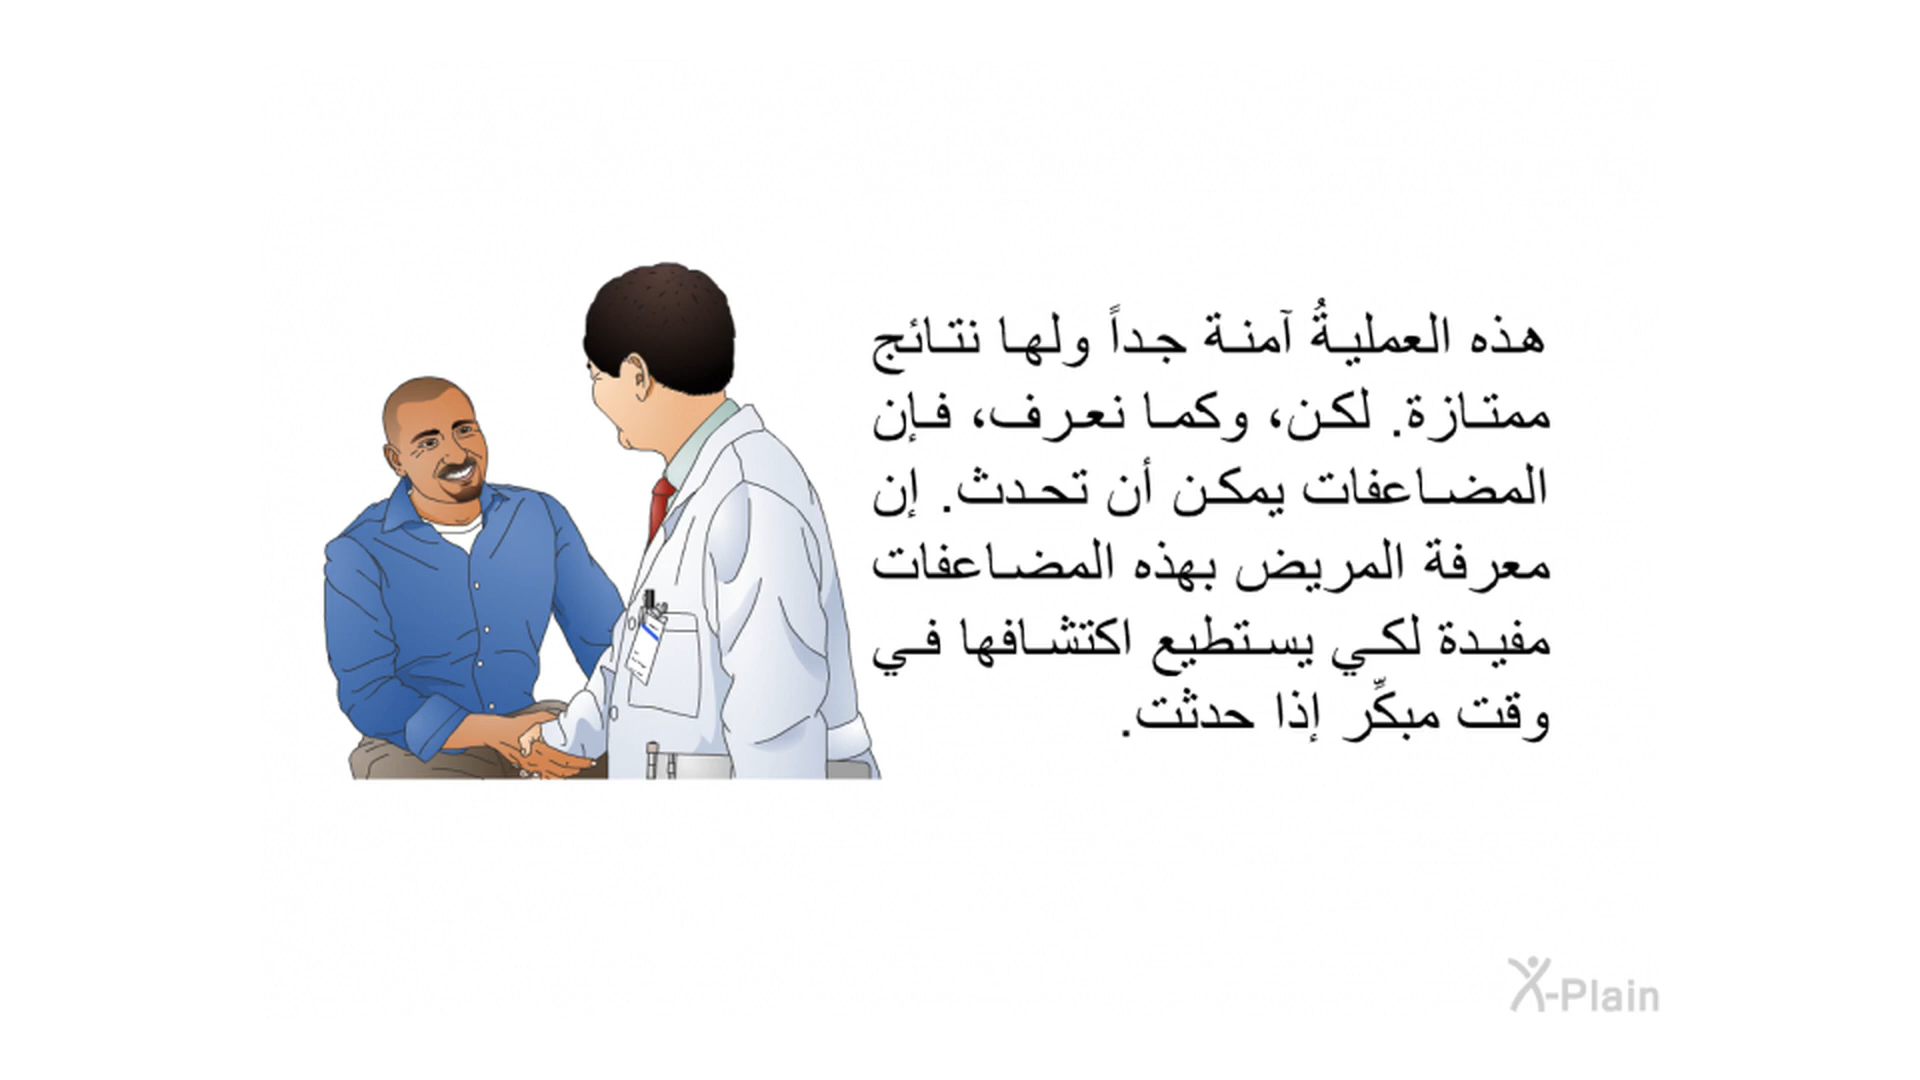 هذه العمليةُ آمنة جداً ولها نتائج
ممتازة. لكن، وكما نعرف، فإن
المضاعفات يمكن أن تحدث. إن
معرفة المريض بهذه المضاعفات
مفيدة لكي يستطيع اكتشافها في
وقت مبكِّر إذا حدثت.
X-Plain